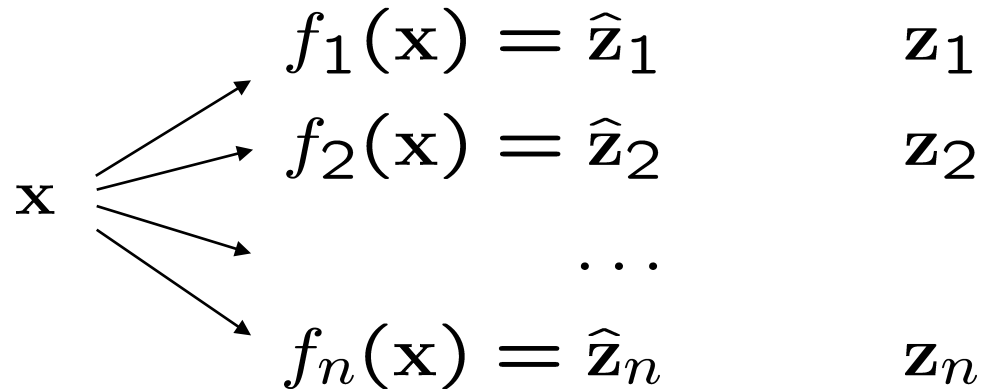 f₁(x) = ẑ₁ z₁
f₂(x) = ẑ₂ z₂
x
...
fₙ(x) = ẑₙ zₙ